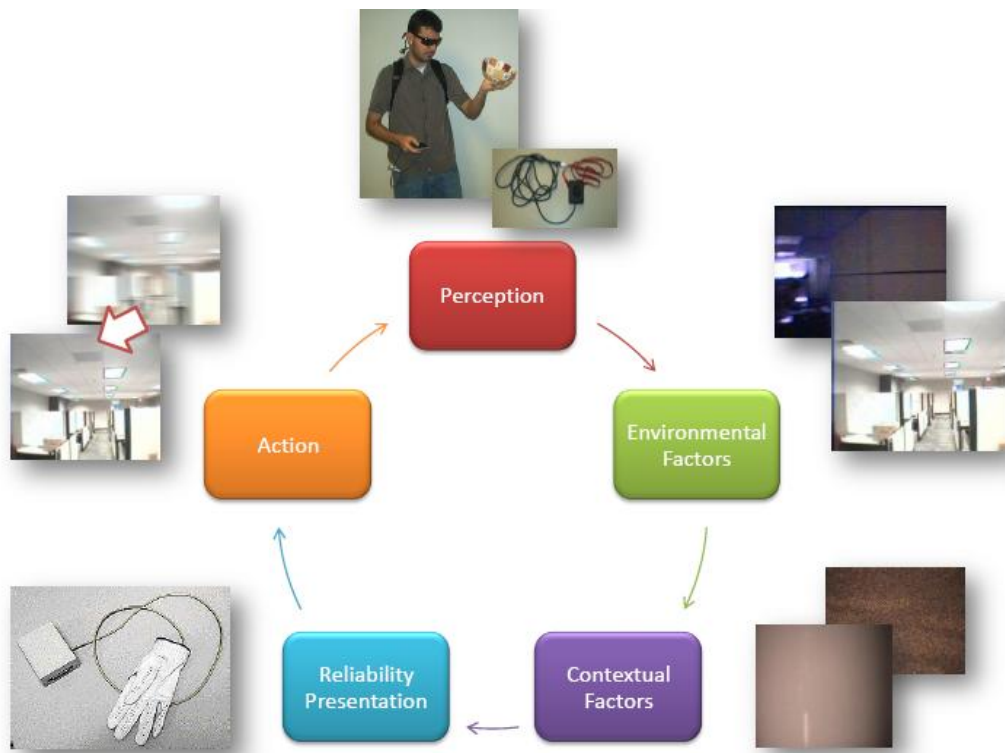 Perception
Environmental
Factors
Contextual
Factors
Reliability
Presentation
Action